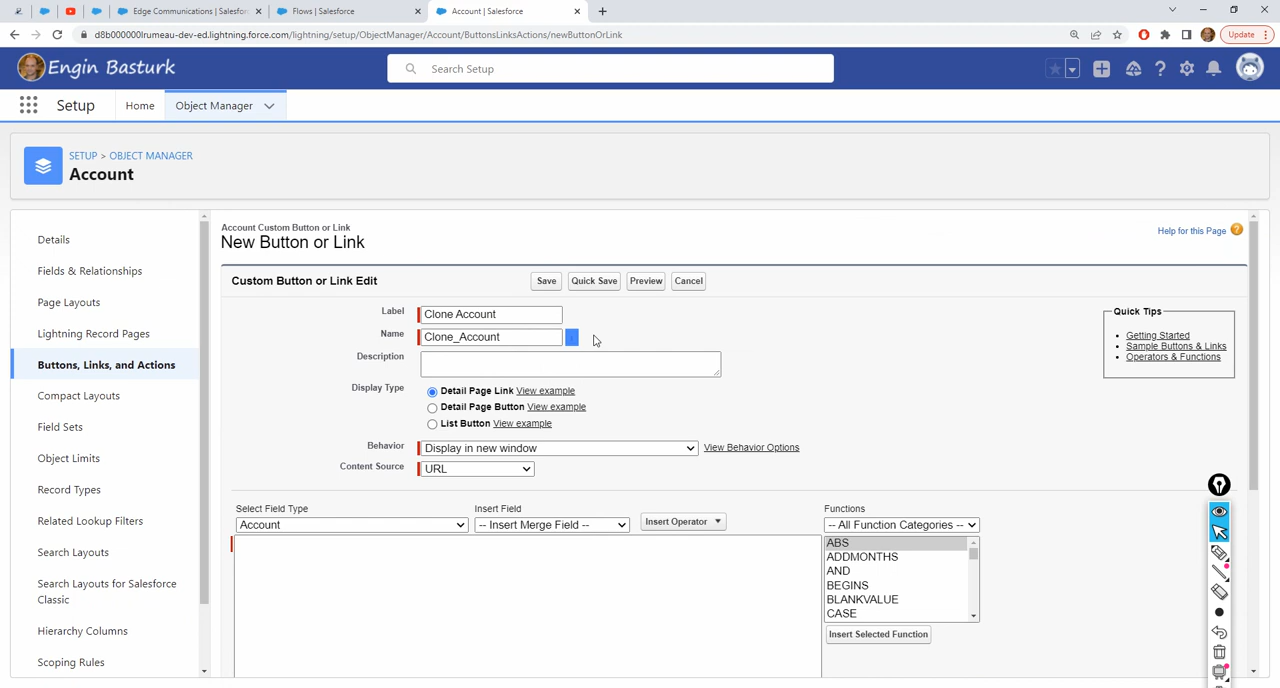 Edge Communications | Salesfor
Flows | Salesforce
Account | Salesforce
d8b000000lrumeau-dev-ed.lightning.force.com/lightning/setup/ObjectManager/Account/ButtonsLinksActions/newButtonOrLink
Update
Engin Basturk
Search Setup
Setup
Home
Object Manager
SETUP > OBJECT MANAGER
Account
Details
Fields & Relationships
Page Layouts
Lightning Record Pages
Buttons, Links, and Actions
Compact Layouts
Field Sets
Object Limits
Record Types
Related Lookup Filters
Search Layouts
Search Layouts for Salesforce
Classic
Hierarchy Columns
Scoping Rules
Account Custom Button or Link
New Button or Link
Help for this Page
Custom Button or Link Edit
Save
Quick Save
Preview
Cancel
Label
Clone Account
Name
Clone_Account
Description
Display Type
Detail Page Link View example
Detail Page Button View example
List Button View example
Behavior
Display in new window
View Behavior Options
Content Source
URL
Quick Tips
Getting Started
Sample Buttons & Links
Operators & Functions
Select Field Type
Account
Insert Field
-- Insert Merge Field --
Insert Operator
Functions
-- All Function Categories --
ABS
ADDMONTHS
AND
BEGINS
BLANKVALUE
CASE
Insert Selected Function